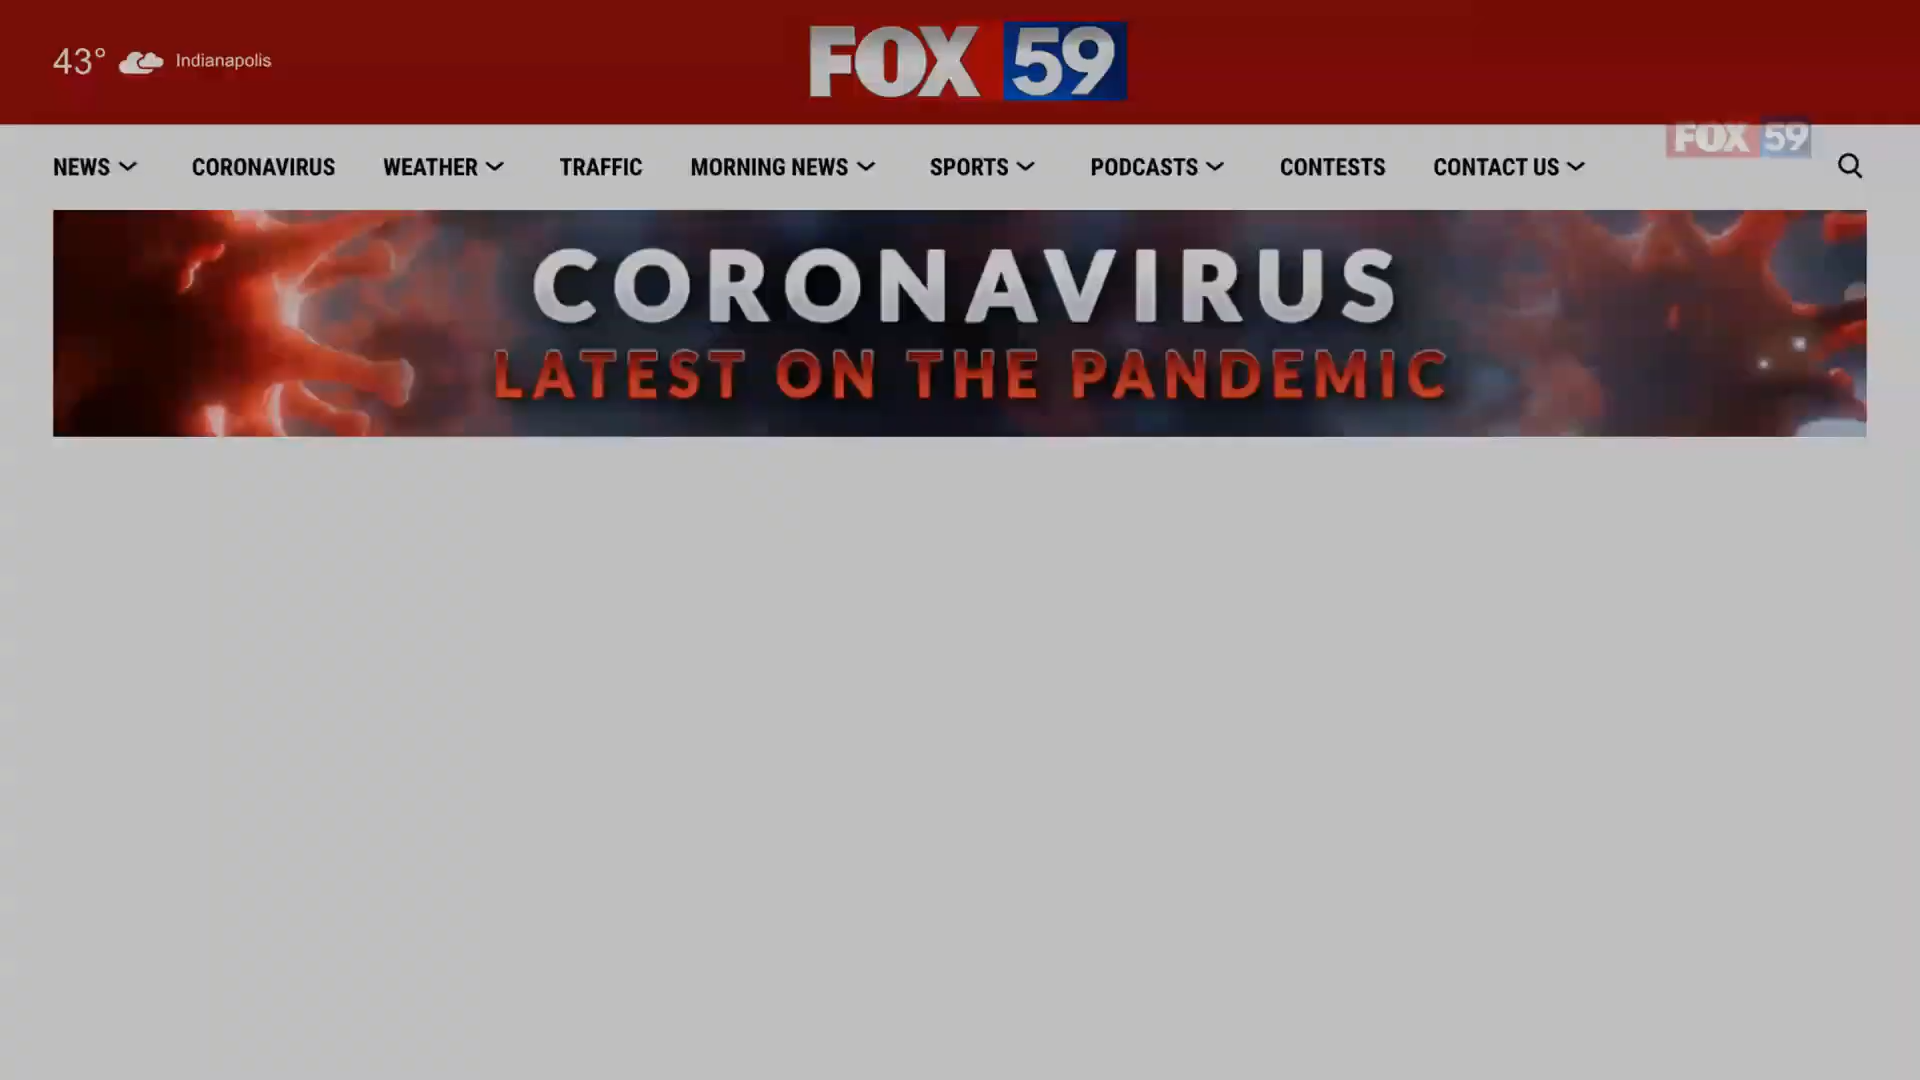 43° Indianapolis
FOX 59
FOX 59
NEWS CORONAVIRUS WEATHER TRAFFIC MORNING NEWS SPORTS PODCASTS CONTESTS CONTACT US
CORONAVIRUS
LATEST ON THE PANDEMIC